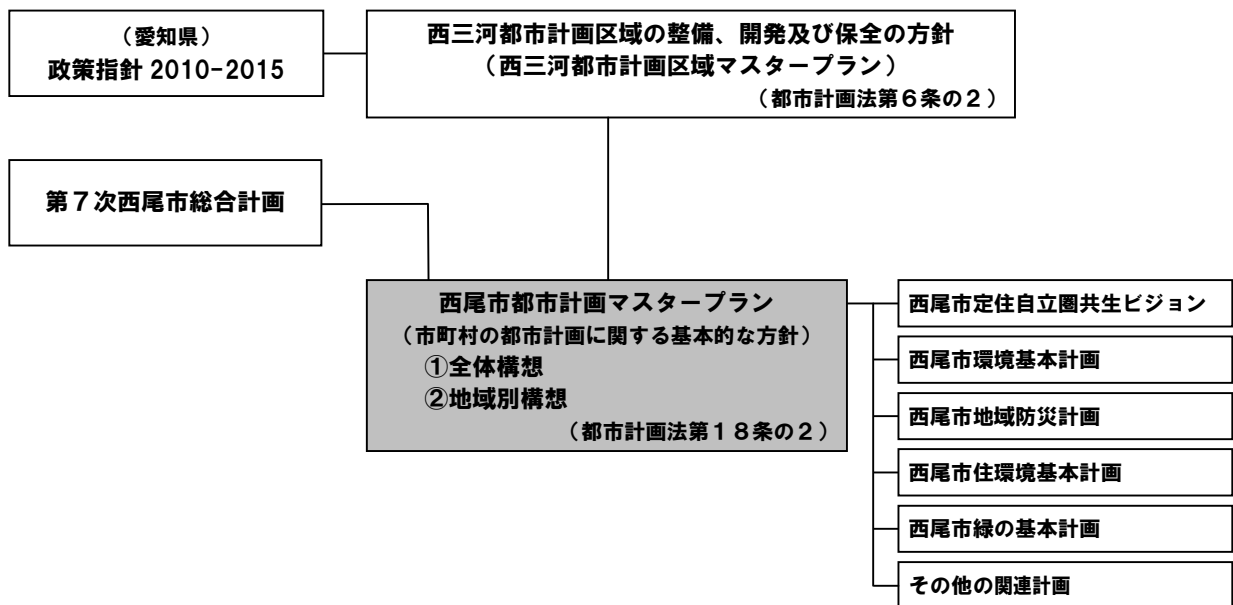 （愛知県）
政策指針 2010-2015
西三河都市計画区域の整備、開発及び保全の方針
（西三河都市計画区域マスタープラン）
（都市計画法第６条の２）
第７次西尾市総合計画
西尾市都市計画マスタープラン
（市町村の都市計画に関する基本的な方針）
①全体構想
②地域別構想
（都市計画法第１８条の２）
西尾市定住自立圏共生ビジョン
西尾市環境基本計画
西尾市地域防災計画
西尾市住環境基本計画
西尾市緑の基本計画
その他の関連計画